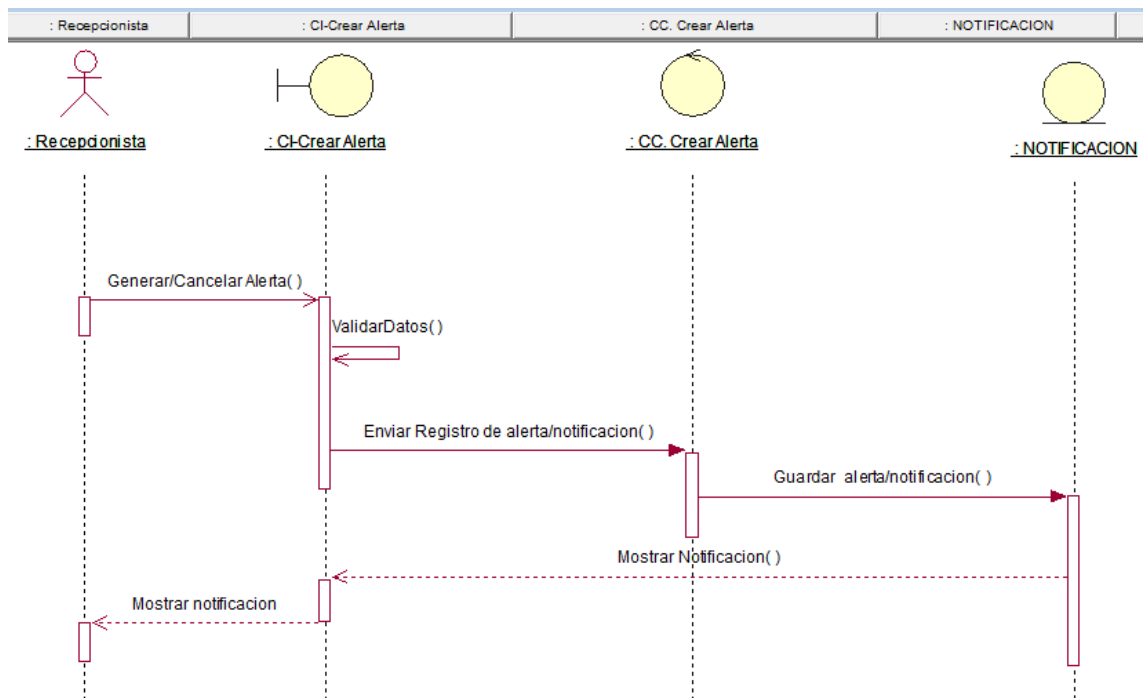 : Recepcionista
: CI-Crear Alerta
: CC. Crear Alerta
: NOTIFICACION
: Recepcionista
: CI-Crear Alerta
: CC. Crear Alerta
: NOTIFICACION
Generar/Cancelar Alerta( )
ValidarDatos( )
Enviar Registro de alerta/notificacion( )
Guardar alerta/notificacion( )
Mostrar Notificacion( )
Mostrar notificacion